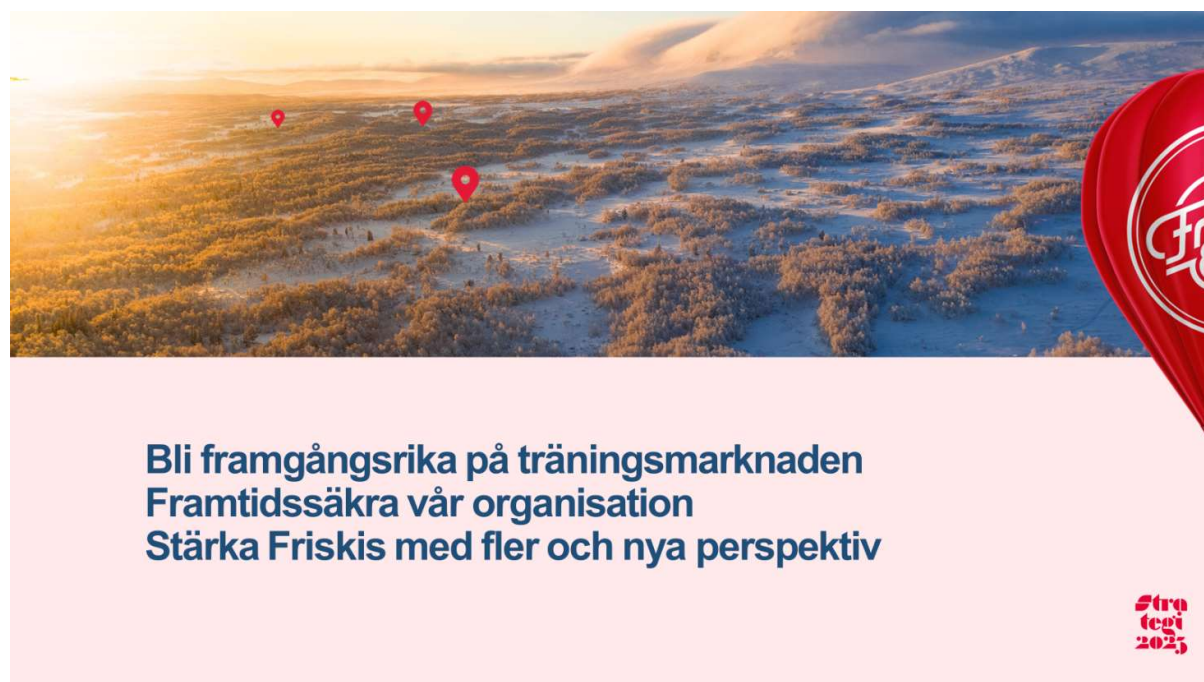 Bli framgångsrika på träningsmarknaden
Framtidssäkra vår organisation
Stärka Friskis med fler och nya perspektiv
Stra
tegi
2025